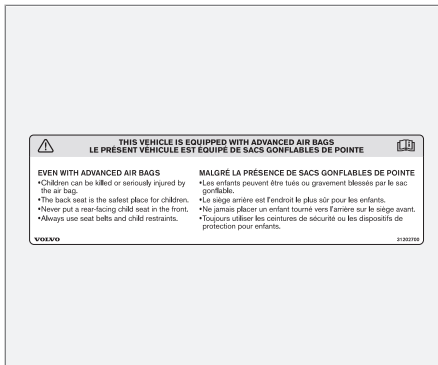 THIS VEHICLE IS EQUIPPED WITH ADVANCED AIR BAGS
LE PRÉSENT VÉHICULE EST ÉQUIPÉ DE SACS GONFLABLES DE POINTE
EVEN WITH ADVANCED AIR BAGS
•Children can be killed or seriously injured by
the air bag.
•The back seat is the safest place for children.
•Never put a rear-facing child seat in the front.
•Always use seat belts and child restraints.
MALGRÉ LA PRÉSENCE DE SACS GONFLABLES DE POINTE
•Les enfants peuvent être tués ou gravement blessés par le sac
gonflable.
•Le siège arrière est l'endroit le plus sûr pour les enfants.
•Ne jamais placer un enfant tourné vers l'arrière sur le siège avant.
•Toujours utiliser les ceintures de sécurité ou les dispositifs de
protection pour enfants.
VOLVO
31203700